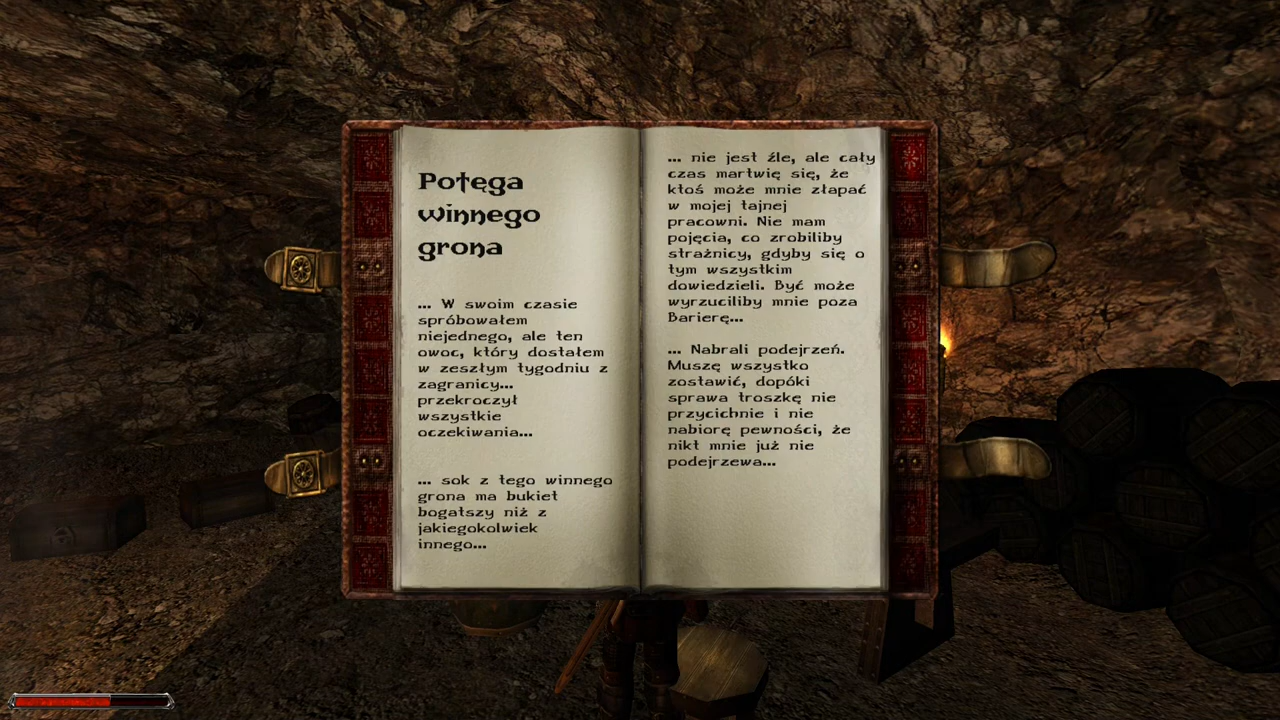 Potęga
winnego
grona
... W swoim czasie
spróbowałem
niejednego, ale ten
owoc, który dostałem
w zeszłym tygodniu z
zagranicy...
przekroczył
wszystkie
oczekiwania...
... sok z tego winnego
grona ma bukiet
bogatszy niż z
jakiegokolwiek
innego...
... nie jest źle, ale cały
czas martwię się, że
ktoś może mnie złapać
w mojej tajnej
pracowni. Nie mam
pojęcia, co zrobiliby
strażnicy, gdyby się o
tym wszystkim
dowiedzieli. Być może
wyrzuciliby mnie poza
Barierę...
... Nabrali podejrzeń.
Muszę wszystko
zostawić, dopóki
sprawa troszkę nie
przycichnie i nie
nabiorę pewności, że
nikt mnie już nie
podejrzewa...